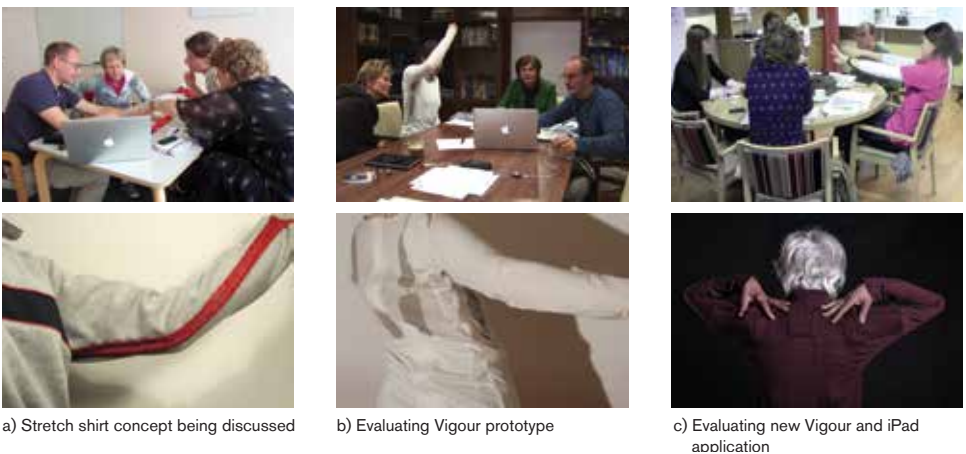 a) Stretch shirt concept being discussed
b) Evaluating Vigour prototype
c) Evaluating new Vigour and iPad
application